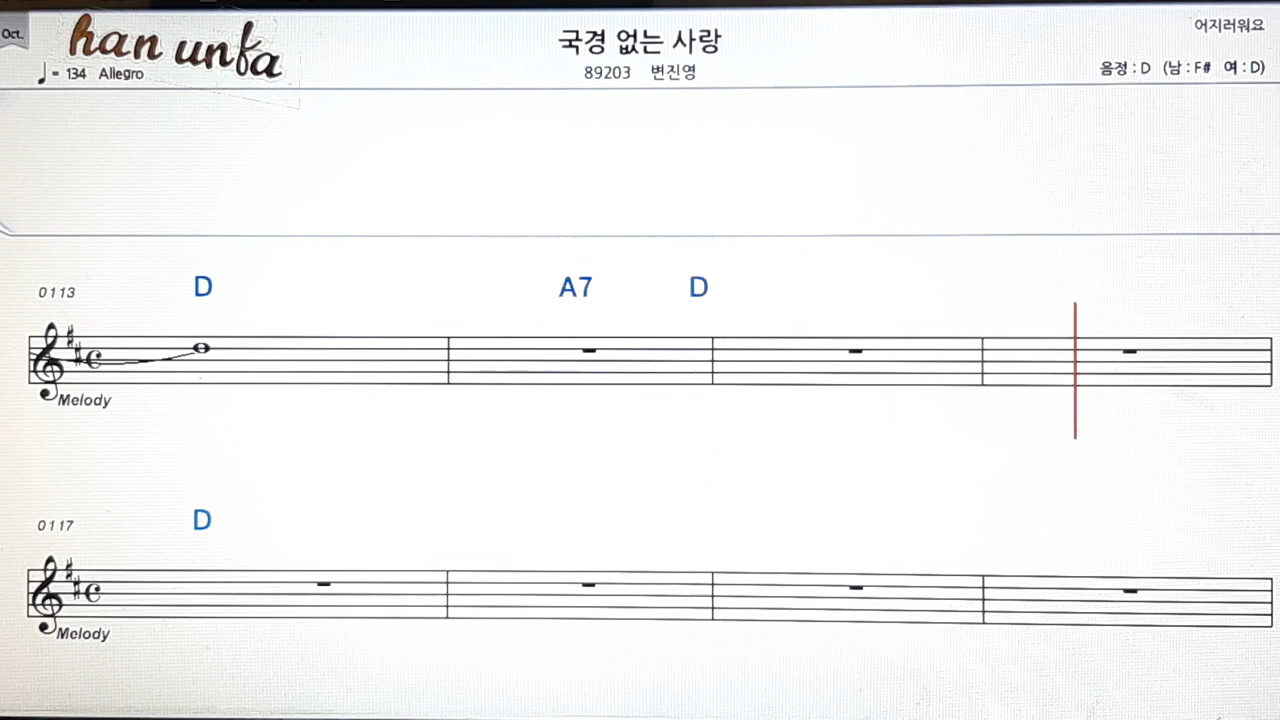 Oct.
han unfa
국경 없는 사랑
어지러워요
♩= 134 Allegro
89203 변진영
음정 : D (남 : F# 여 : D)
0113
D
A7
D
Melody
0117
D
Melody